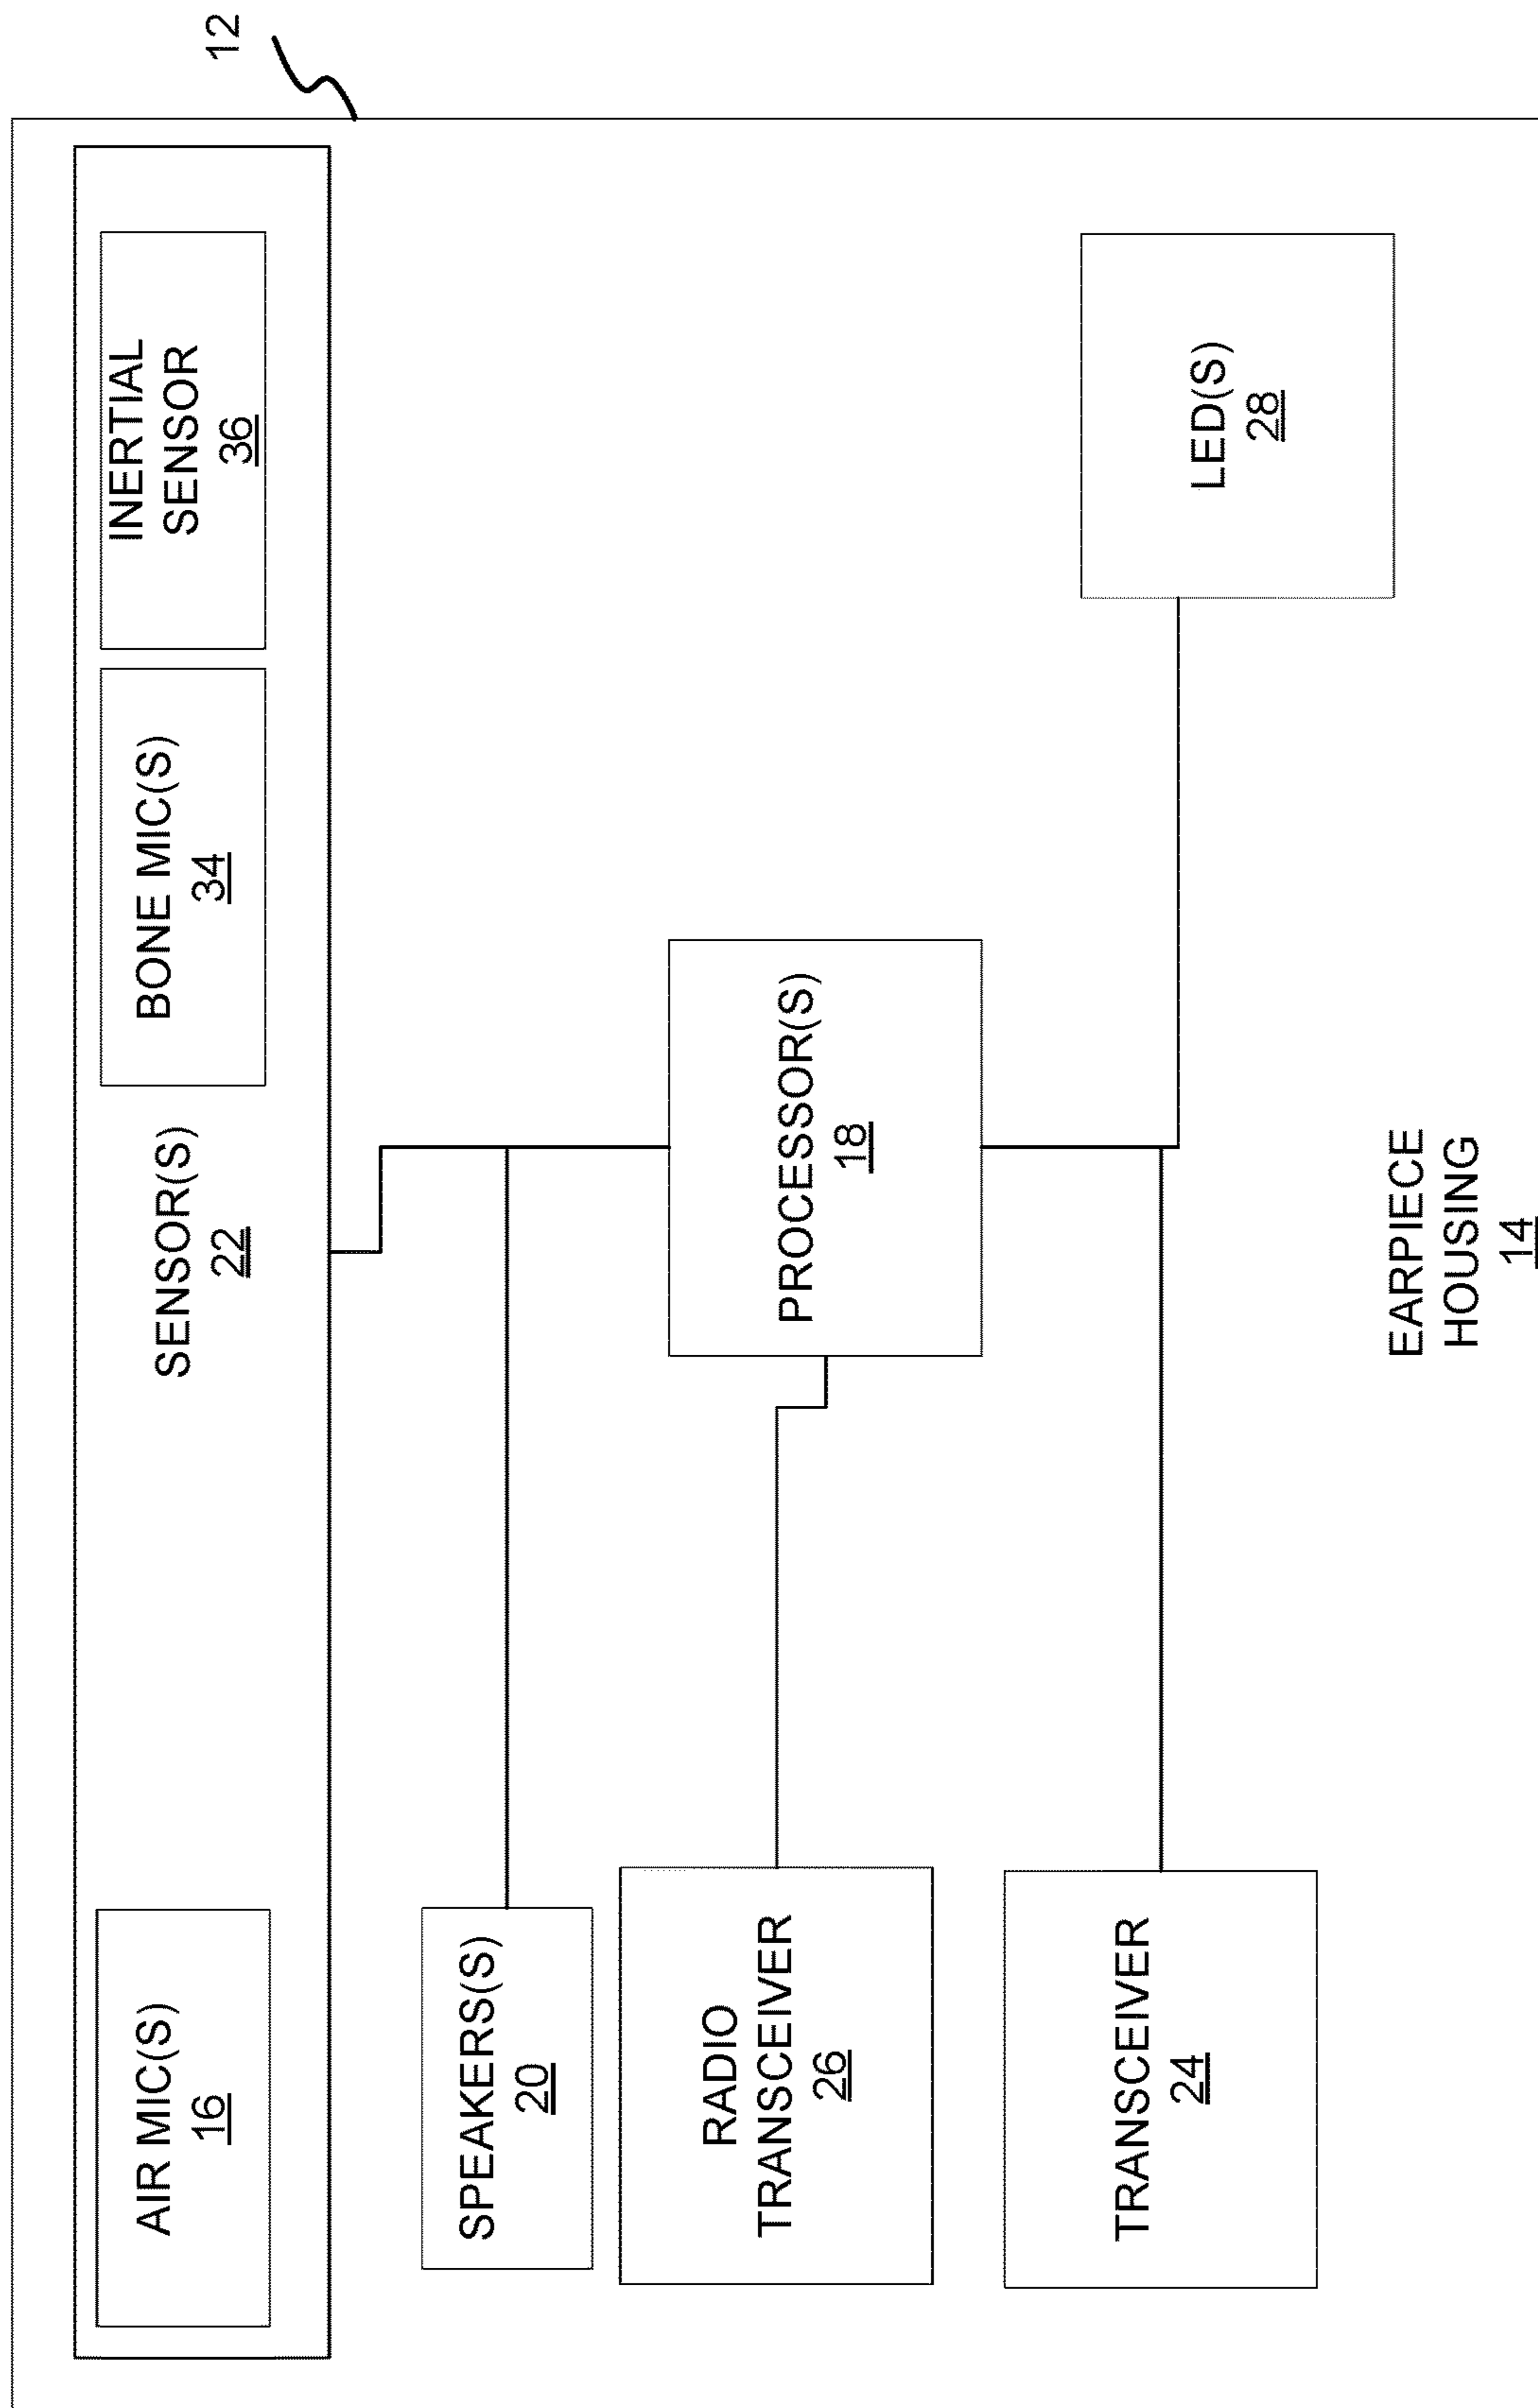 12
AIR MIC(S)
16
SENSOR(S)
22
BONE MIC(S)
34
INERTIAL
SENSOR
36
SPEAKERS(S)
20
RADIO
TRANSCEIVER
26
PROCESSOR(S)
18
TRANSCEIVER
24
LED(S)
28
EARPIECE
HOUSING
14